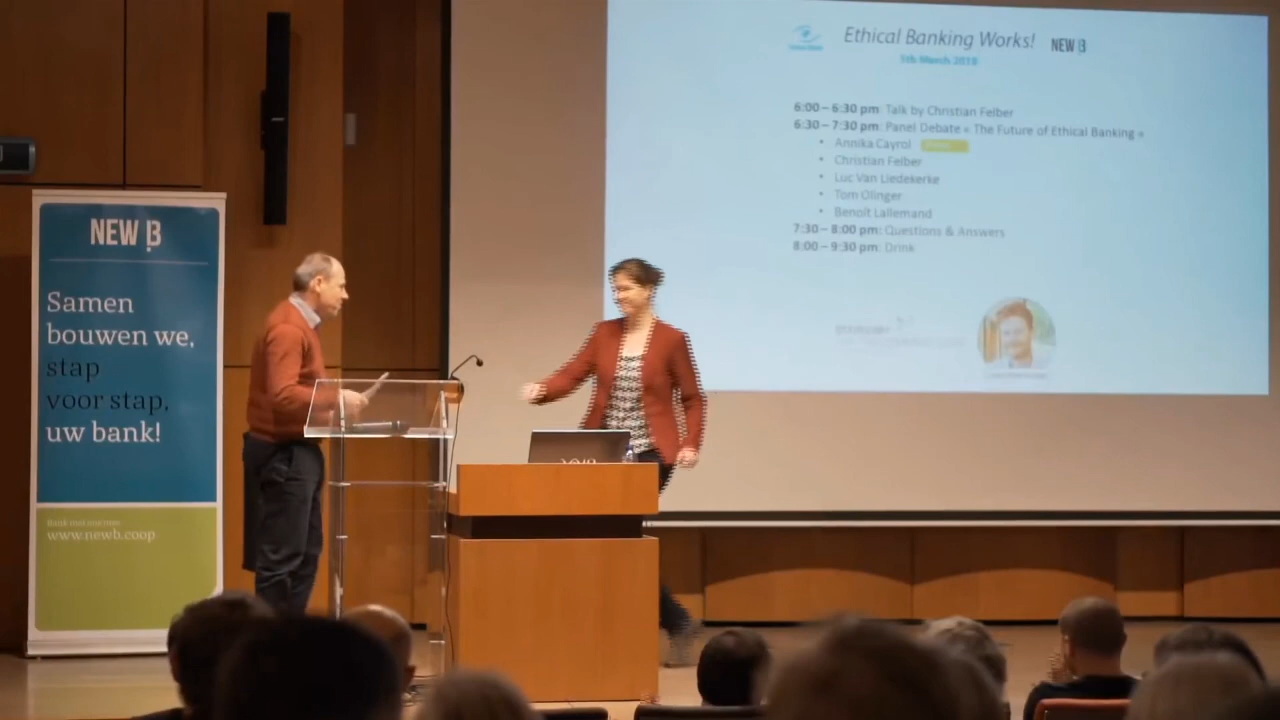 NEW B
Samen
bouwen we,
stap
voor stap,
uw bank!
www.newb.coop
Ethical Banking Works!
NEW B
6:00 – 6:30 pm: Talk by Christian Felber
6:30 – 7:30 pm: Panel Debate « The Future of Ethical Banking »
• Annika Cayrol
• Christian Felber
• Luc Van Liedekerke
• Tom Olinger
• Benoît Lallemand
7:30 – 8:00 pm: Questions & Answers
8:00 – 9:30 pm: Drink